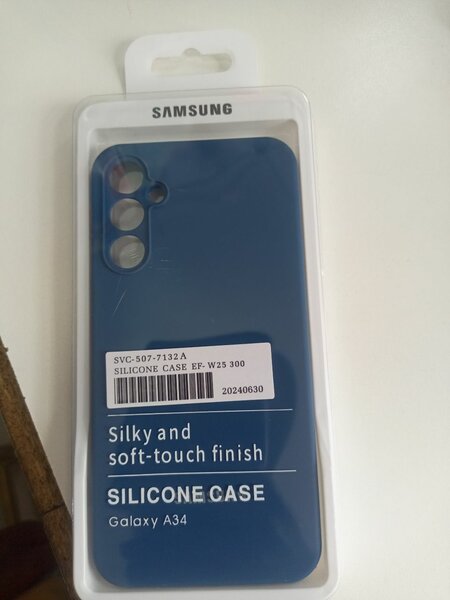 SAMSUNG
SVC-507-7132 A
SILICONE CASE EF- W25 300
20240630
Silky and
soft-touch finish
SILICONE CASE
Galaxy A34